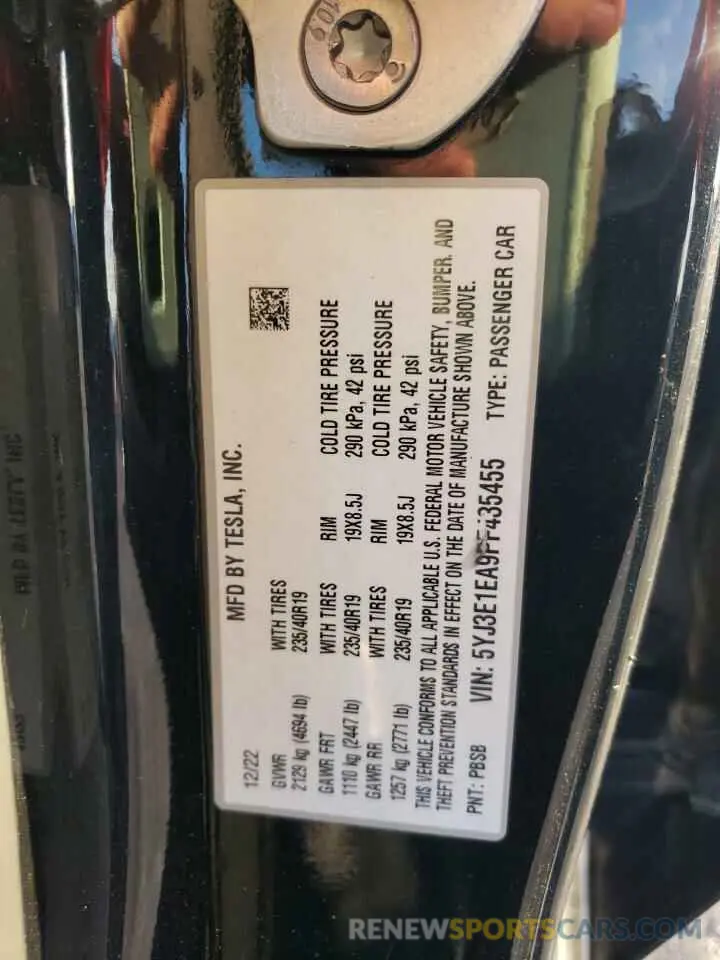 10.9
MFD BY TESLA, INC.
12/22
GVWR WITH TIRES
2129 kg (4694 lb) 235/40R19
GAWR FRT WITH TIRES RIM COLD TIRE PRESSURE
1110 kg (2447 lb) 235/40R19 19X8.5J 290 kPa, 42 psi
GAWR RR WITH TIRES RIM COLD TIRE PRESSURE
1257 kg (2771 lb) 235/40R19 19X8.5J 290 kPa, 42 psi
THIS VEHICLE CONFORMS TO ALL APPLICABLE U.S. FEDERAL MOTOR VEHICLE SAFETY, BUMPER. AND
THEFT PREVENTION STANDARDS IN EFFECT ON THE DATE OF MANUFACTURE SHOWN ABOVE.
PNT: PBSB VIN: 5YJ3E1EA9PF435455 TYPE: PASSENGER CAR
RENEWSPORTSCARS.COM